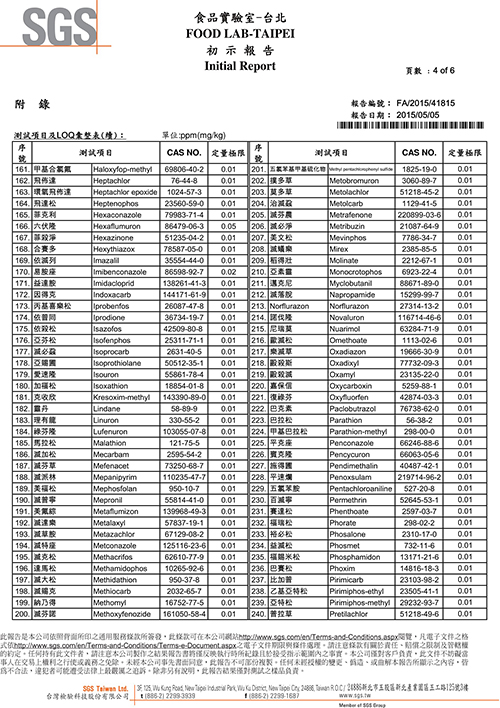 SGS
食品實驗室-台北
FOOD LAB-TAIPEI
初示報告
Initial Report
頁數 : 4 of 6
附 錄
報告編號： FA/2015/41815
報告日期： 2015/05/05
測試項目及LOQ彙整表(續)： 單位:ppm(mg/kg)
序號 測試項目 CAS NO. 定量極限 序號 測試項目 CAS NO. 定量極限
161. 甲基合氯氟 Haloxyfop-methyl 69806-40-2 0.01 201. 五氯苯基甲基硫化物 Methyl pentachlorophenyl sulfide 1825-19-0 0.01
162. 飛佈達 Heptachlor 76-44-8 0.01 202. 撲多草 Metobromuron 3060-89-7 0.01
163. 環氧飛佈達 Heptachlor epoxide 1024-57-3 0.01 203. 莫多草 Metolachlor 51218-45-2 0.01
164. 飛達松 Heptenophos 23560-59-0 0.01 204. 治滅蝨 Metolcarb 1129-41-5 0.01
165. 菲克利 Hexaconazole 79983-71-4 0.01 205. 滅芬農 Metrafenone 220899-03-6 0.01
166. 六伏隆 Hexaflumuron 86479-06-3 0.05 206. 滅必淨 Metribuzin 21087-64-9 0.01
167. 菲殺淨 Hexazinone 51235-04-2 0.01 207. 美文松 Mevinphos 7786-34-7 0.01
168. 合賽多 Hexythiazox 78587-05-0 0.01 208. 滅蟻樂 Mirex 2385-85-5 0.01
169. 依滅列 Imazalil 35554-44-0 0.01 209. 稻得壯 Molinate 2212-67-1 0.01
170. 易胺座 Imibenconazole 86598-92-7 0.02 210. 亞素靈 Monocrotophos 6923-22-4 0.01
171. 益達胺 Imidacloprid 138261-41-3 0.01 211. 邁克尼 Myclobutanil 88671-89-0 0.01
172. 因得克 Indoxacarb 144171-61-9 0.01 212. 滅落脫 Napropamide 15299-99-7 0.01
173. 丙基喜樂松 Iprobenfos 26087-47-8 0.01 213. Norflurazon Norflurazon 27314-13-2 0.01
174. 依普同 Iprodione 36734-19-7 0.01 214. 諾伐隆 Novaluron 116714-46-6 0.01
175. 依殺松 Isazofos 42509-80-8 0.01 215. 尼瑞莫 Nuarimol 63284-71-9 0.01
176. 亞芬松 Isofenphos 25311-71-1 0.01 216. 歐滅松 Omethoate 1113-02-6 0.01
177. 滅必蝨 Isoprocarb 2631-40-5 0.01 217. 樂滅草 Oxadiazon 19666-30-9 0.01
178. 亞賜圃 Isoprothiolane 50512-35-1 0.01 218. 毆殺斯 Oxadixyl 77732-09-3 0.01
179. 愛速隆 Isouron 55861-78-4 0.01 219. 毆殺滅 Oxamyl 23135-22-0 0.01
180. 加福松 Isoxathion 18854-01-8 0.01 220. 嘉保信 Oxycarboxin 5259-88-1 0.01
181. 克收欣 Kresoxim-methyl 143390-89-0 0.01 221. 復祿芬 Oxyfluorfen 42874-03-3 0.01
182. 靈丹 Lindane 58-89-9 0.01 222. 巴克素 Paclobutrazol 76738-62-0 0.01
183. 理有龍 Linuron 330-55-2 0.01 223. 巴拉松 Parathion 56-38-2 0.01
184. 祿芬隆 Lufenuron 103055-07-8 0.01 224. 甲基巴拉松 Parathion-methyl 298-00-0 0.01
185. 馬拉松 Malathion 121-75-5 0.01 225. 平克座 Penconazole 66246-88-6 0.01
186. 滅加松 Mecarbam 2595-54-2 0.01 226. 賓克隆 Pencycuron 66063-05-6 0.01
187. 滅芬草 Mefenacet 73250-68-7 0.01 227. 施得圃 Pendimethalin 40487-42-1 0.01
188. 滅派林 Mepanipyrim 110235-47-7 0.01 228. 平速爛 Penoxsulam 219714-96-2 0.01
189. 美福松 Mephosfolan 950-10-7 0.01 229. 五氯苯胺 Pentachloroaniline 527-20-8 0.01
190. 滅普寧 Mepronil 55814-41-0 0.01 230. 百滅寧 Permethrin 52645-53-1 0.01
191. 美氟綜 Metaflumizon 139968-49-3 0.01 231. 賽達松 Phenthoate 2597-03-7 0.01
192. 滅達樂 Metalaxyl 57837-19-1 0.01 232. 福瑞松 Phorate 298-02-2 0.01
193. 滅草胺 Metazachlor 67129-08-2 0.01 233. 裕必松 Phosalone 2310-17-0 0.01
194. 滅特座 Metconazole 125116-23-6 0.01 234. 益滅松 Phosmet 732-11-6 0.01
195. 滅克松 Methacrifos 62610-77-9 0.01 235. 福賜米松 Phosphamidon 13171-21-6 0.01
196. 達馬松 Methamidophos 10265-92-6 0.01 236. 巴賽松 Phoxim 14816-18-3 0.01
197. 滅大松 Methidathion 950-37-8 0.01 237. 比加普 Pirimicarb 23103-98-2 0.01
198. 滅賜克 Methiocarb 2032-65-7 0.01 238. 乙基亞特松 Pirimiphos-ethyl 23505-41-1 0.01
199. 納乃得 Methomyl 16752-77-5 0.01 239. 亞特松 Pirimiphos-methyl 29232-93-7 0.01
200. 滅芬諾 Methoxyfenozide 161050-58-4 0.01 240. 普拉草 Pretilachlor 51218-49-6 0.01
此報告是本公司依照背面所印之通用服務條款所簽發，此條款可在本公司網站http://www.sgs.com/en/Terms-and-Conditions.aspx閱覽，凡電子文件之格
式依http://www.sgs.com/en/Terms-and-Conditions/Terms-e-Document.aspx之電子文件期限與條件處理。請注意條款有關於責任、賠償之限制及管轄權
的約定。任何持有此文件者，請注意本公司製作之結果報告書將僅反映執行時所紀錄且於接受指示範圍內之事實。本公司僅對客戶負責，此文件不妨礙當
事人在交易上權利之行使或義務之免除。未經本公司事先書面同意，此報告不可部份複製。任何未經授權的變更、偽造、或曲解本報告所顯示之內容，皆
為不合法，違犯者可能遭受法律上最嚴厲之追訴。除非另有說明，此報告結果僅對測試之樣品負責。
SGS Taiwan Ltd. 3F, 125, Wu Kung Road, New Taipei Industrial Park, Wu Ku District, New Taipei City, 24886, Taiwan R.O.C./ 24886新北市五股區新北產業園區五工路125號3樓
台灣檢驗科技股份有限公司 t (886-2) 2299-3939 f (886-2) 2299-1687 www.sgs.tw
Member of SGS Group